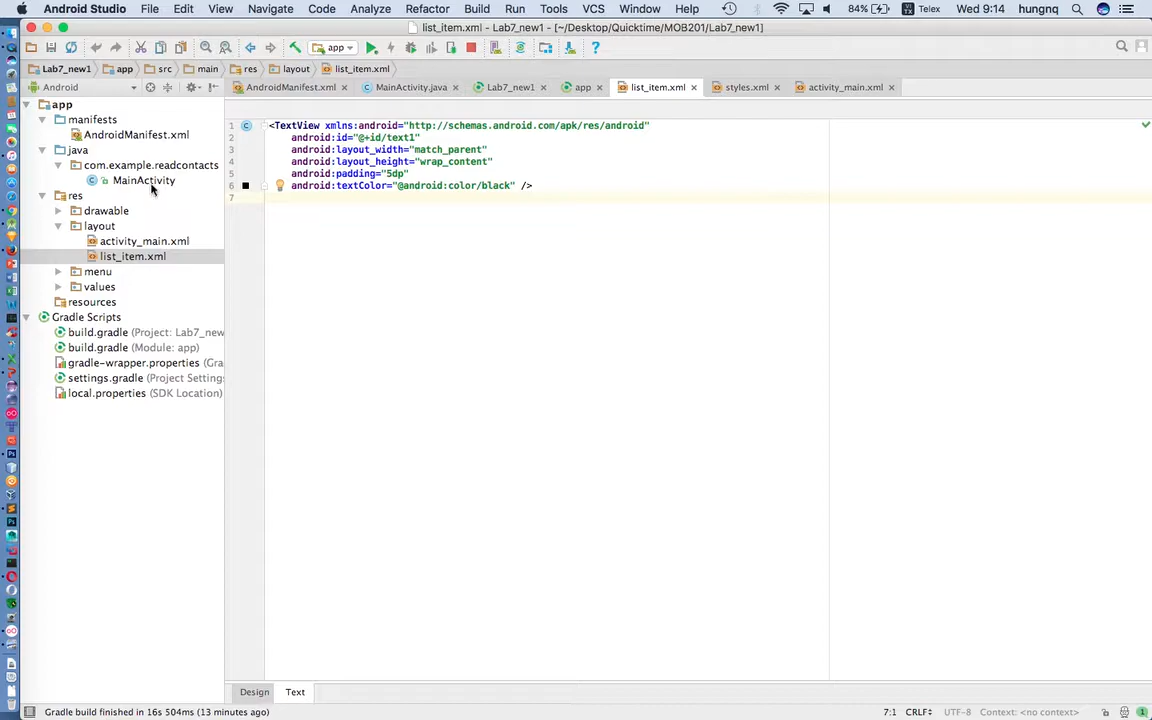 Android Studio File Edit View Navigate Code Analyze Refactor Build Run Tools VCS Window Help 84% Telex Wed 9:14 hungnq
list_item.xml - Lab7_new1 - [~/Desktop/Quicktime/MOB201/Lab7_new1]
app
Lab7_new1 app src main res layout list_item.xml
Android AndroidManifest.xml MainActivity.java Lab7_new1 app list_item.xml styles.xml activity_main.xml
app
manifests
AndroidManifest.xml
java
com.example.readcontacts
MainActivity
res
drawable
layout
activity_main.xml
list_item.xml
menu
values
resources
Gradle Scripts
build.gradle (Project: Lab7_new
build.gradle (Module: app)
gradle-wrapper.properties (Gra
settings.gradle (Project Setting
local.properties (SDK Location)
1 <TextView xmlns:android="http://schemas.android.com/apk/res/android"
2 android:id="@+id/text1"
3 android:layout_width="match_parent"
4 android:layout_height="wrap_content"
5 android:padding="5dp"
6 android:textColor="@android:color/black" />
7
Design Text
Gradle build finished in 16s 504ms (13 minutes ago) 7:1 CRLF UTF-8 Context: <no context> 1